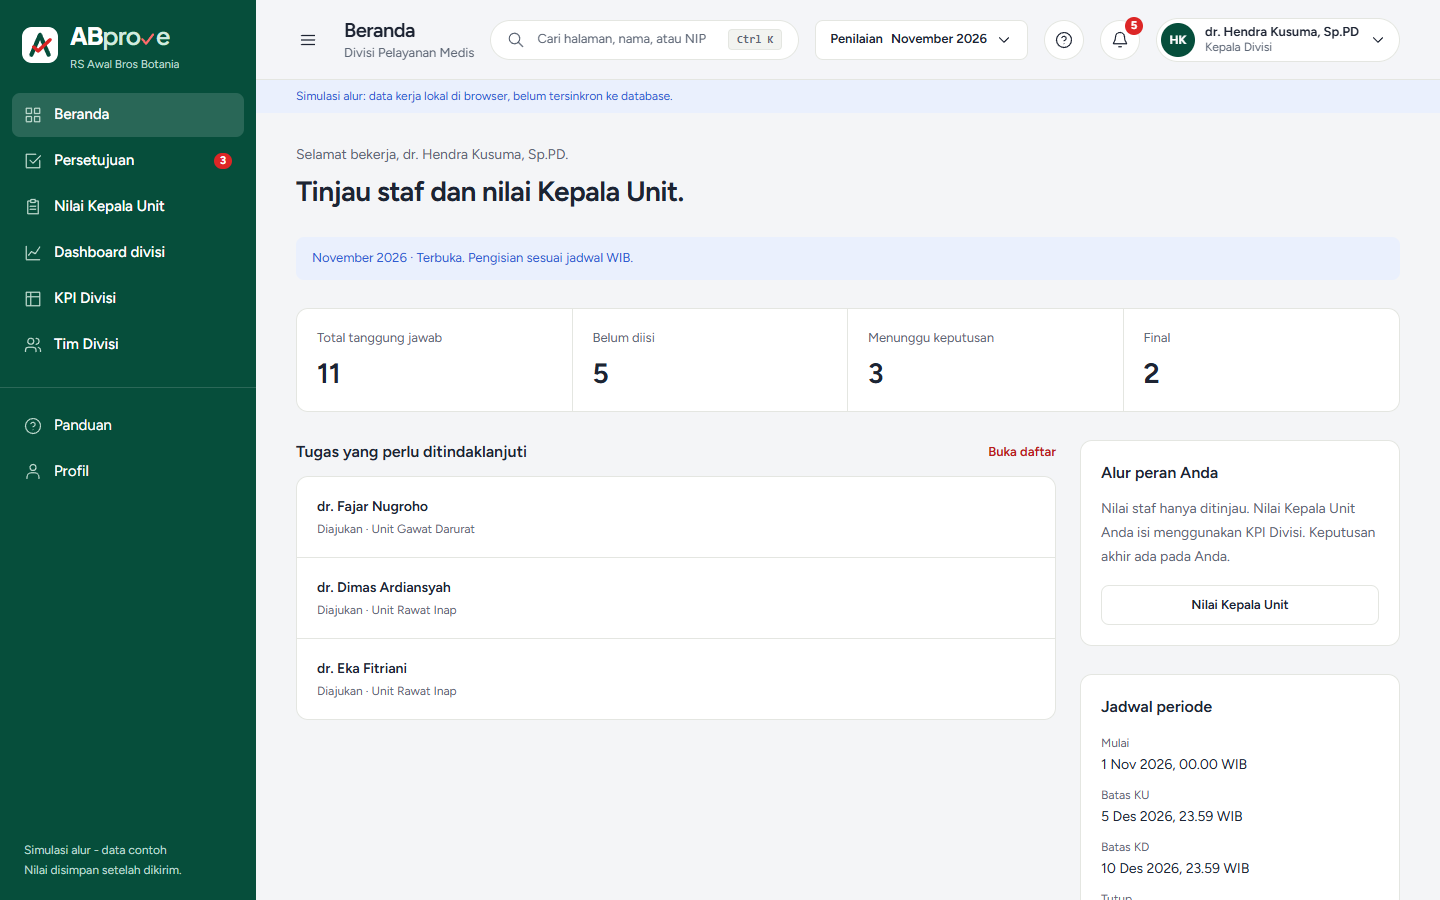 ABprove
RS Awal Bros Botania
Beranda
Persetujuan
3
Nilai Kepala Unit
Dashboard divisi
KPI Divisi
Tim Divisi
Panduan
Profil
Simulasi alur - data contoh
Nilai disimpan setelah dikirim.
Beranda
Divisi Pelayanan Medis
Cari halaman, nama, atau NIP
Ctrl K
Penilaian November 2026
5
HK
dr. Hendra Kusuma, Sp.PD
Kepala Divisi
Simulasi alur: data kerja lokal di browser, belum tersinkron ke database.
Selamat bekerja, dr. Hendra Kusuma, Sp.PD.
Tinjau staf dan nilai Kepala Unit.
November 2026 · Terbuka. Pengisian sesuai jadwal WIB.
Total tanggung jawab
11
Belum diisi
5
Menunggu keputusan
3
Final
2
Tugas yang perlu ditindaklanjuti
Buka daftar
dr. Fajar Nugroho
Diajukan · Unit Gawat Darurat
dr. Dimas Ardiansyah
Diajukan · Unit Rawat Inap
dr. Eka Fitriani
Diajukan · Unit Rawat Inap
Alur peran Anda
Nilai staf hanya ditinjau. Nilai Kepala Unit
Anda isi menggunakan KPI Divisi. Keputusan
akhir ada pada Anda.
Nilai Kepala Unit
Jadwal periode
Mulai
1 Nov 2026, 00.00 WIB
Batas KU
5 Des 2026, 23.59 WIB
Batas KD
10 Des 2026, 23.59 WIB
Tutup